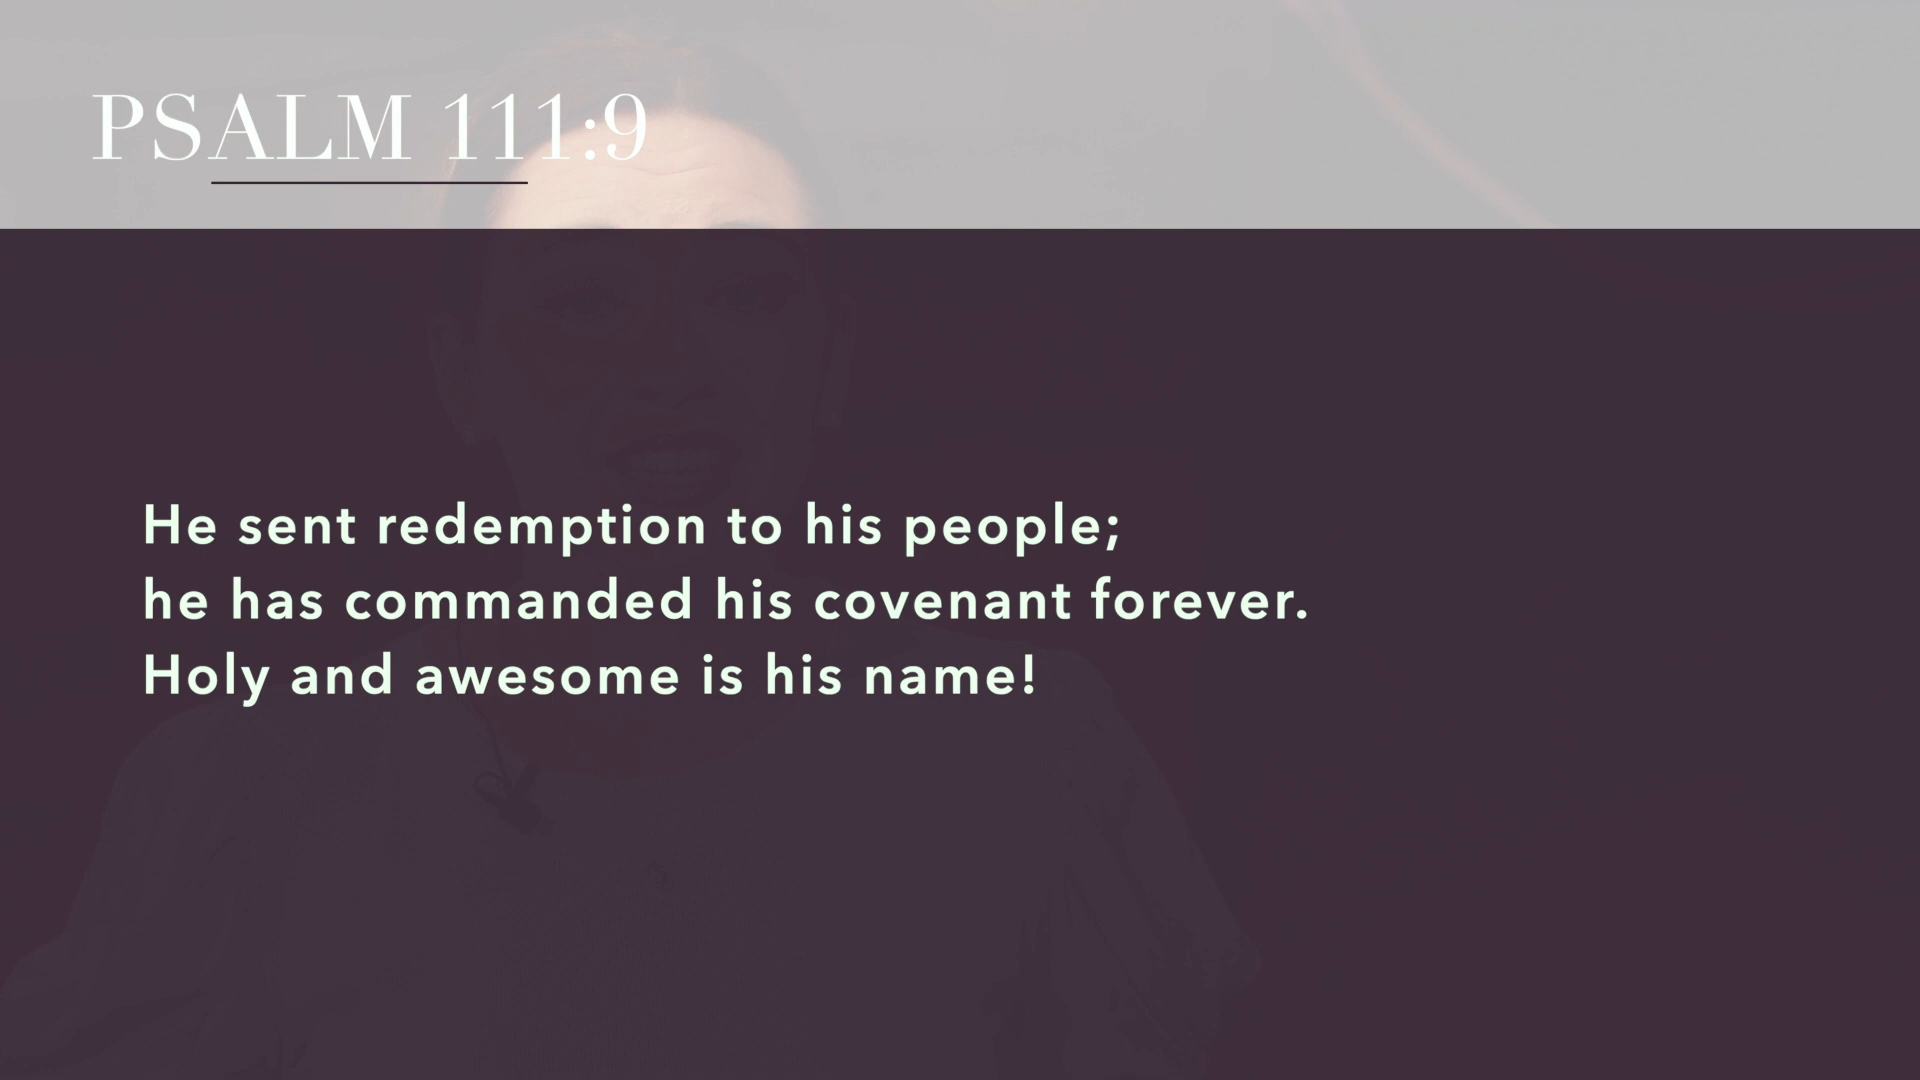 PSALM 111:9
He sent redemption to his people;
he has commanded his covenant forever.
Holy and awesome is his name!